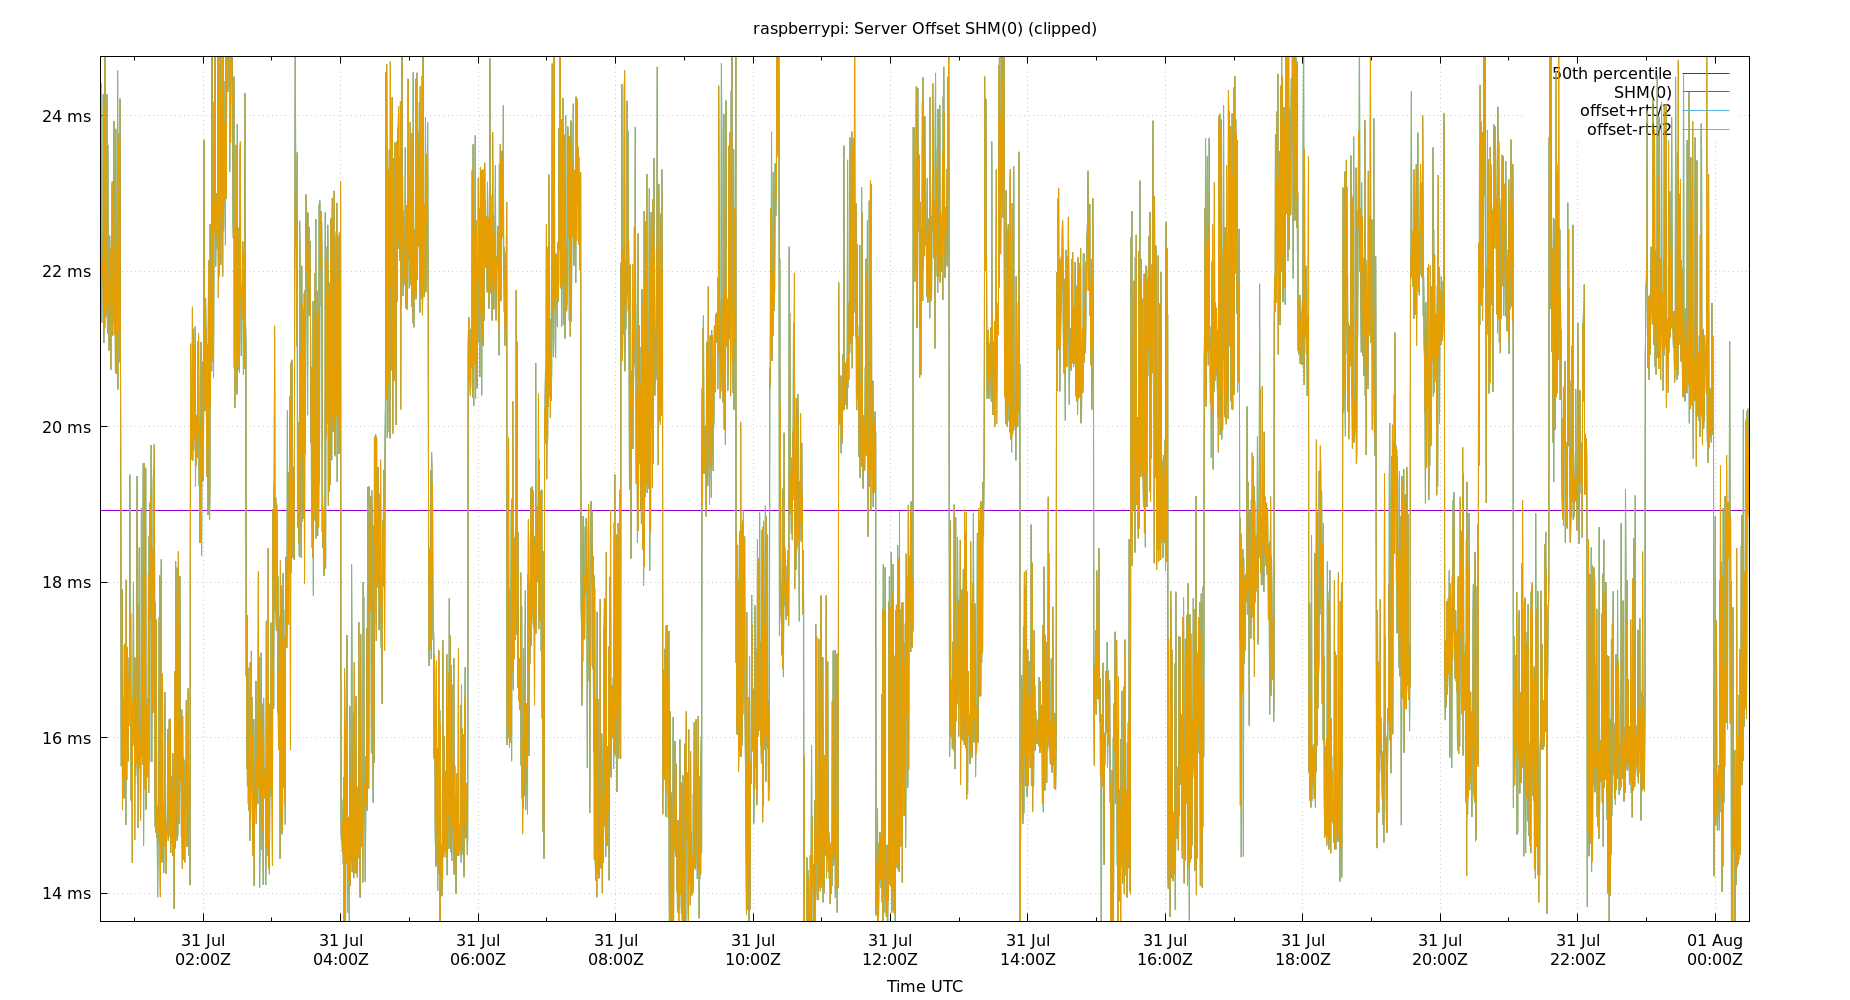 raspberrypi: Server Offset SHM(0) (clipped)
50th percentile
SHM(0)
offset+rtt/2
offset-rtt/2
24 ms
22 ms
20 ms
18 ms
16 ms
14 ms
31 Jul 31 Jul 31 Jul 31 Jul 31 Jul 31 Jul 31 Jul 31 Jul 31 Jul 31 Jul 31 Jul 01 Aug
02:00Z 04:00Z 06:00Z 08:00Z 10:00Z 12:00Z 14:00Z 16:00Z 18:00Z 20:00Z 22:00Z 00:00Z
Time UTC